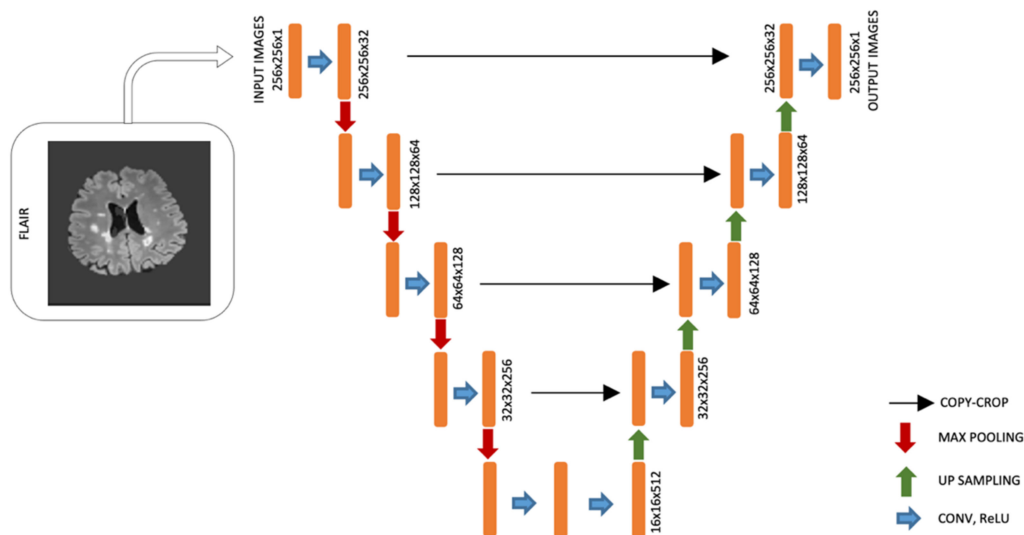 FLAIR
INPUT IMAGES
256x256x1
256x256x32
128x128x64
64x64x128
32x32x256
16x16x512
32x32x256
64x64x128
128x128x64
256x256x32
256x256x1
OUTPUT IMAGES
COPY-CROP
MAX POOLING
UP SAMPLING
CONV, ReLU